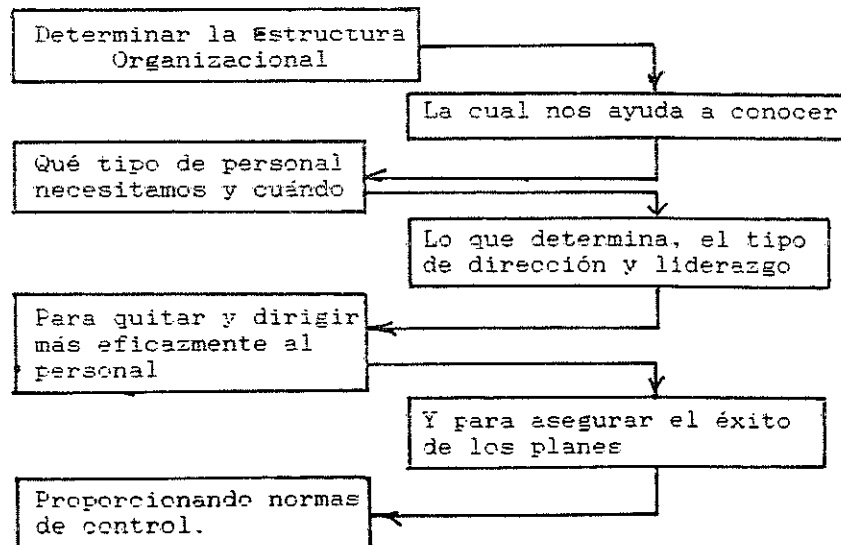 Determinar la Estructura
Organizacional
La cual nos ayuda a conocer
Qué tipo de personal
necesitamos y cuándo
Lo que determina, el tipo
de dirección y liderazgo
Para quitar y dirigir
más eficazmente al
personal
Y para asegurar el éxito
de los planes
Proporcionando normas
de control.